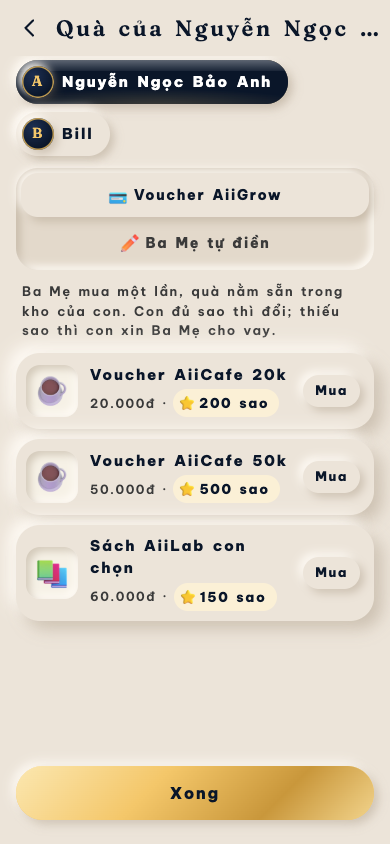 Quà của Nguyễn Ngọc ...
A Nguyễn Ngọc Bảo Anh
B Bill
Voucher AiiGrow
Ba Mẹ tự điền
Ba Mẹ mua một lần, quà nằm sẵn trong
kho của con. Con đủ sao thì đổi; thiếu
sao thì con xin Ba Mẹ cho vay.
Voucher AiiCafe 20k
20.000đ · 200 sao
Mua
Voucher AiiCafe 50k
50.000đ · 500 sao
Mua
Sách AiiLab con
chọn
60.000đ · 150 sao
Mua
Xong